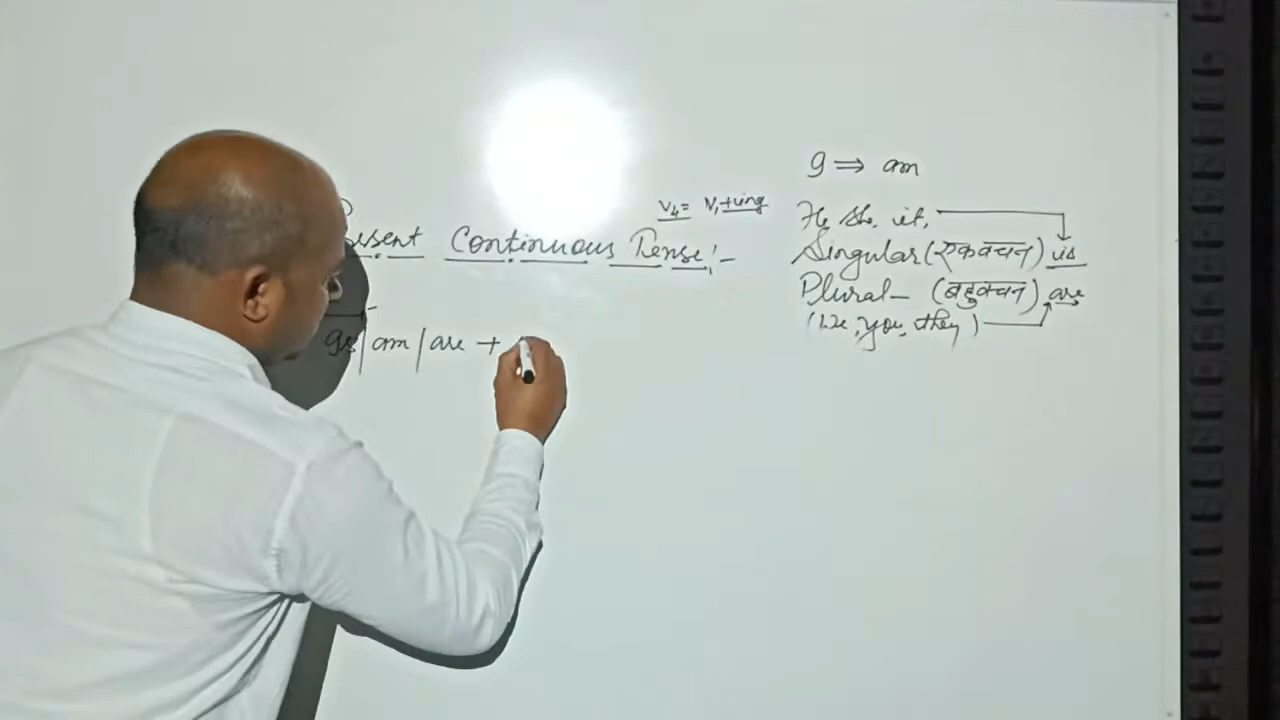 V4 = V1+ing
Present Continuous Tense:-
Is/am/are +
I ⇒ am
He She, it,
Singular (एकवचन) is
Plural- (बहुवचन) are
(We, you, they)